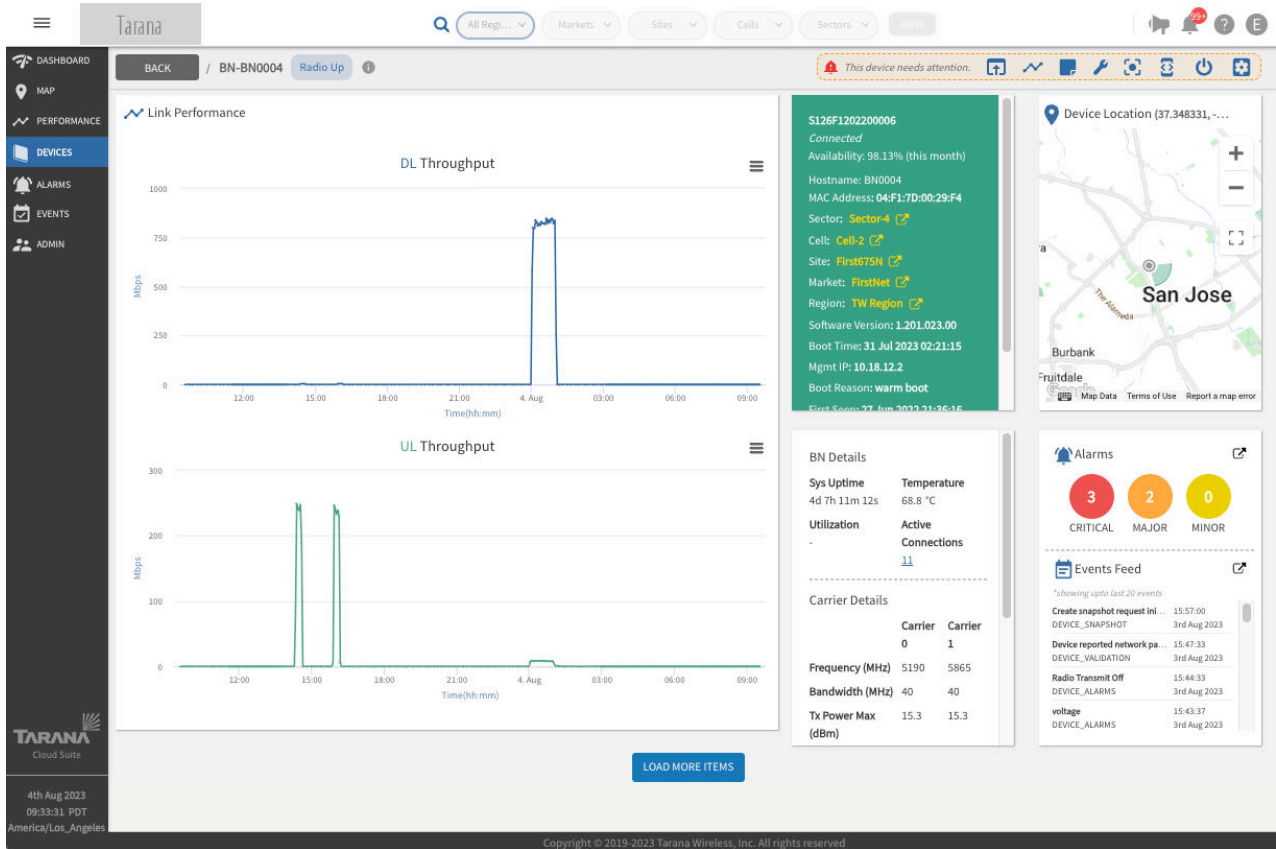 Tarana
All Regi...
Markets
Sites
Cells
Sectors
99+
?
E
DASHBOARD
MAP
PERFORMANCE
DEVICES
ALARMS
EVENTS
ADMIN
BACK
/ BN-BN0004
Radio Up
This device needs attention.
Link Performance
DL Throughput
1000
750
500
250
0
Mbps
12:00
15:00
18:00
21:00
4. Aug
03:00
06:00
09:00
Time(hh:mm)
UL Throughput
300
200
100
0
Mbps
12:00
15:00
18:00
21:00
4. Aug
03:00
06:00
09:00
Time(hh:mm)
S126F1202200006
Connected
Availability: 98.13% (this month)
Hostname: BN0004
MAC Address: 04:F1:7D:00:29:F4
Sector: Sector-4
Cell: Cell-2
Site: First675N
Market: FirstNet
Region: TW Region
Software Version: 1.201.023.00
Boot Time: 31 Jul 2023 02:21:15
Mgmt IP: 10.18.12.2
Boot Reason: warm boot
First Seen: 27 Jun 2022 21:36:16
Device Location (37.348331, -...
San Jose
The Alameda
Burbank
Fruitdale
Google
Map Data Terms of Use Report a map error
BN Details
Sys Uptime Temperature
4d 7h 11m 12s 68.8 °C
Utilization Active Connections
- 11
Carrier Details
Carrier 0 Carrier 1
Frequency (MHz) 5190 5865
Bandwidth (MHz) 40 40
Tx Power Max (dBm) 15.3 15.3
Alarms
3 2 0
CRITICAL MAJOR MINOR
Events Feed
*showing upto last 20 events
Create snapshot request ini... 15:57:00
DEVICE_SNAPSHOT 3rd Aug 2023
Device reported network pa... 15:47:33
DEVICE_VALIDATION 3rd Aug 2023
Radio Transmit Off 15:44:33
DEVICE_ALARMS 3rd Aug 2023
voltage 15:43:37
DEVICE_ALARMS 3rd Aug 2023
LOAD MORE ITEMS
TARANA
Cloud Suite
4th Aug 2023
09:33:31 PDT
America/Los_Angeles
Copyright © 2019-2023 Tarana Wireless, Inc. All rights reserved